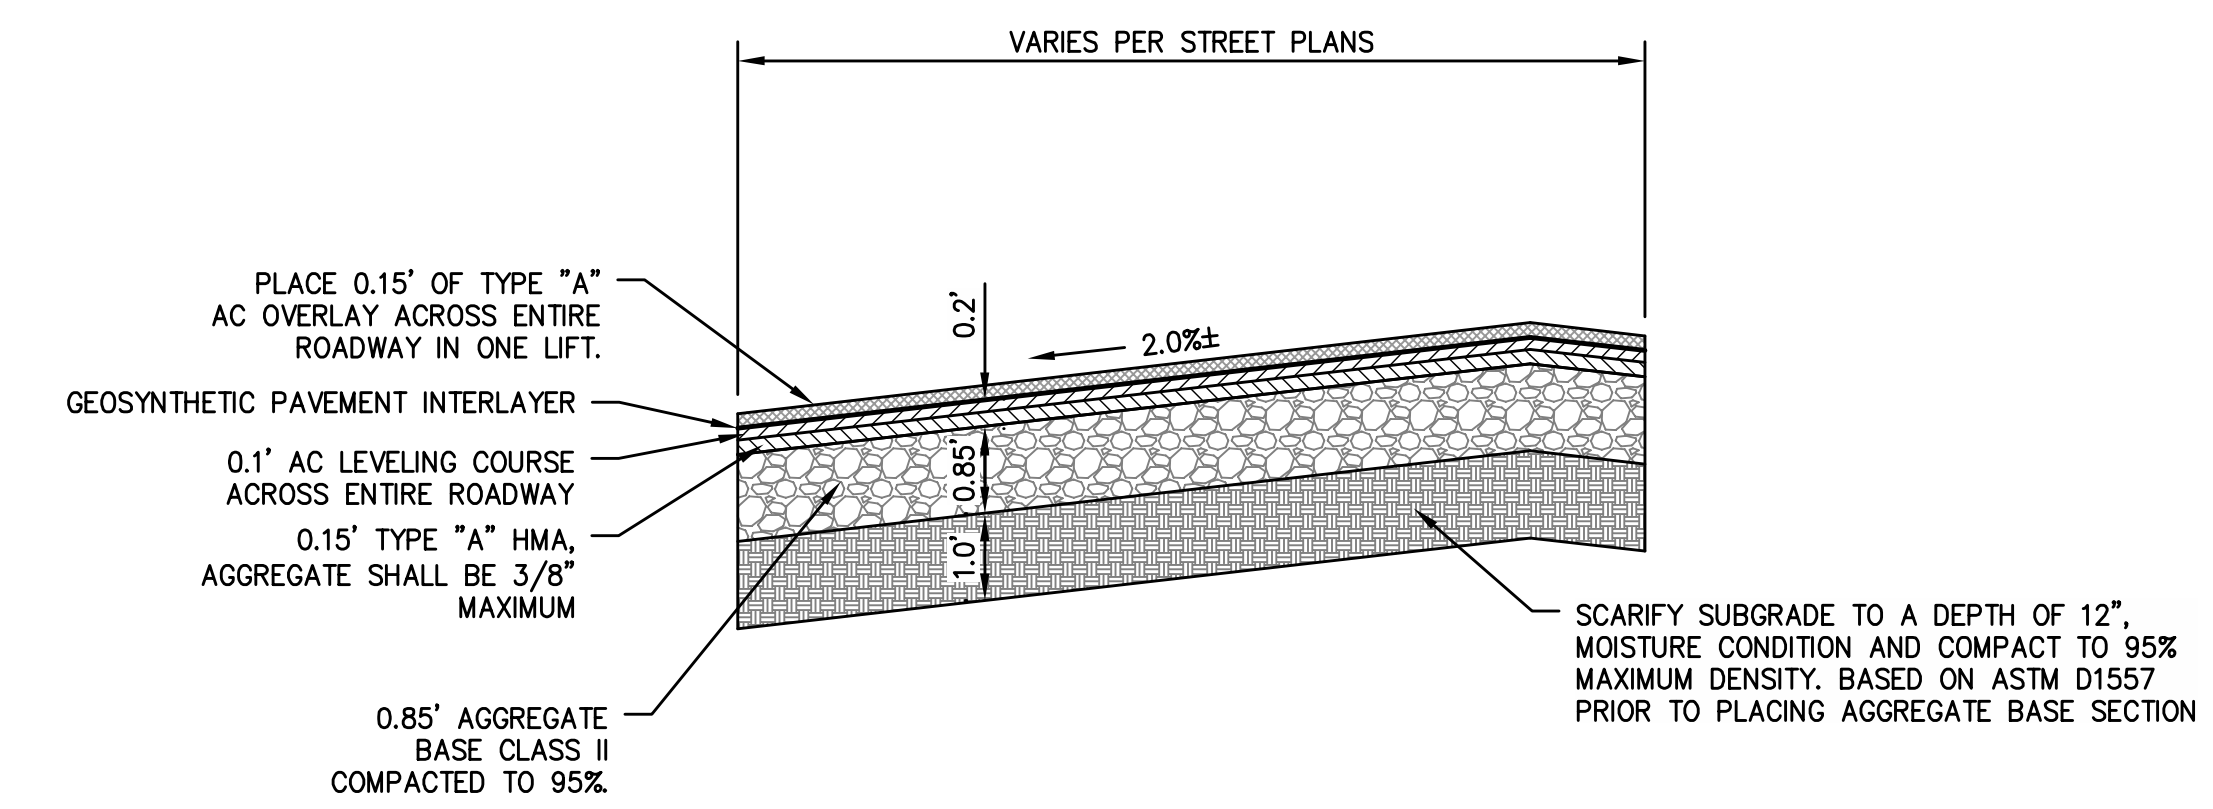 VARIES PER STREET PLANS
PLACE 0.15' OF TYPE "A"
AC OVERLAY ACROSS ENTIRE
ROADWAY IN ONE LIFT.
0.2'
2.0%±
GEOSYNTHETIC PAVEMENT INTERLAYER
0.1' AC LEVELING COURSE
ACROSS ENTIRE ROADWAY
0.85'
0.15' TYPE "A" HMA,
AGGREGATE SHALL BE 3/8"
MAXIMUM
1.0'
SCARIFY SUBGRADE TO A DEPTH OF 12",
MOISTURE CONDITION AND COMPACT TO 95%
MAXIMUM DENSITY. BASED ON ASTM D1557
PRIOR TO PLACING AGGREGATE BASE SECTION
0.85' AGGREGATE
BASE CLASS II
COMPACTED TO 95%.